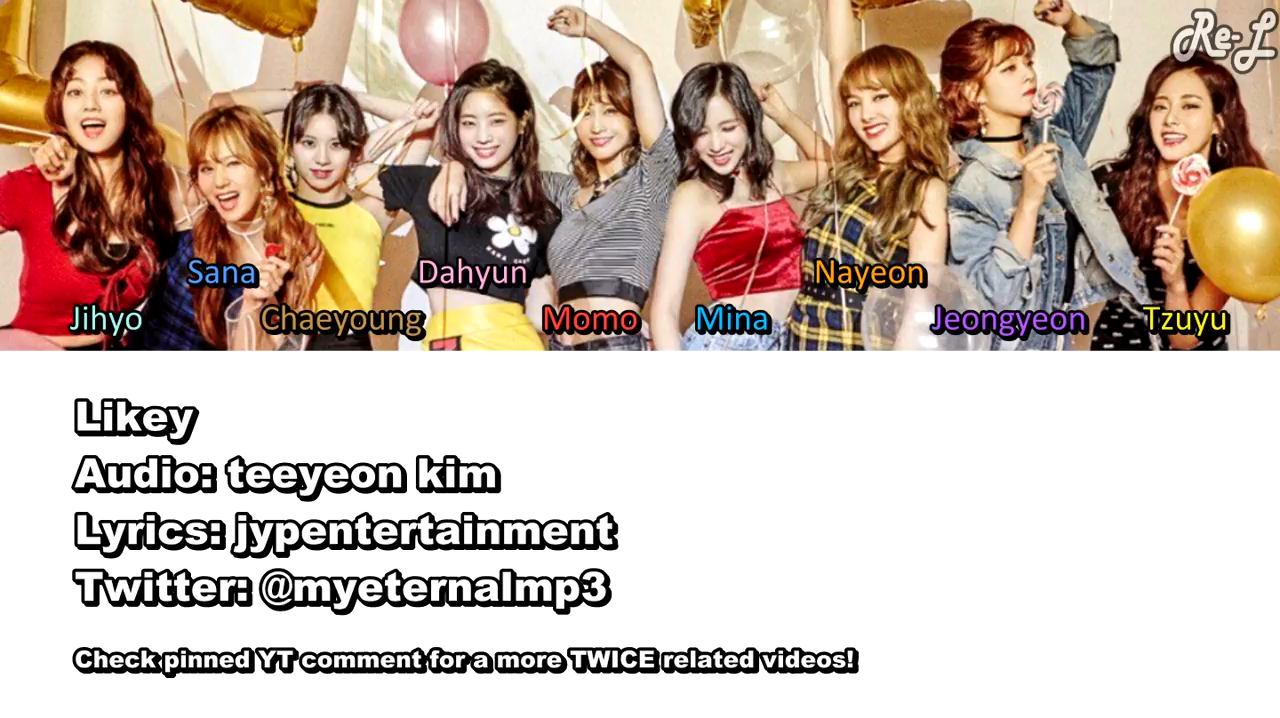 Re-L
Sana
Dahyun
Nayeon
Jihyo
Chaeyoung
Momo
Mina
Jeongyeon
Tzuyu
Likey
Audio: teeyeon kim
Lyrics: jypentertainment
Twitter: @myeternalmp3
Check pinned YT comment for a more TWICE related videos!